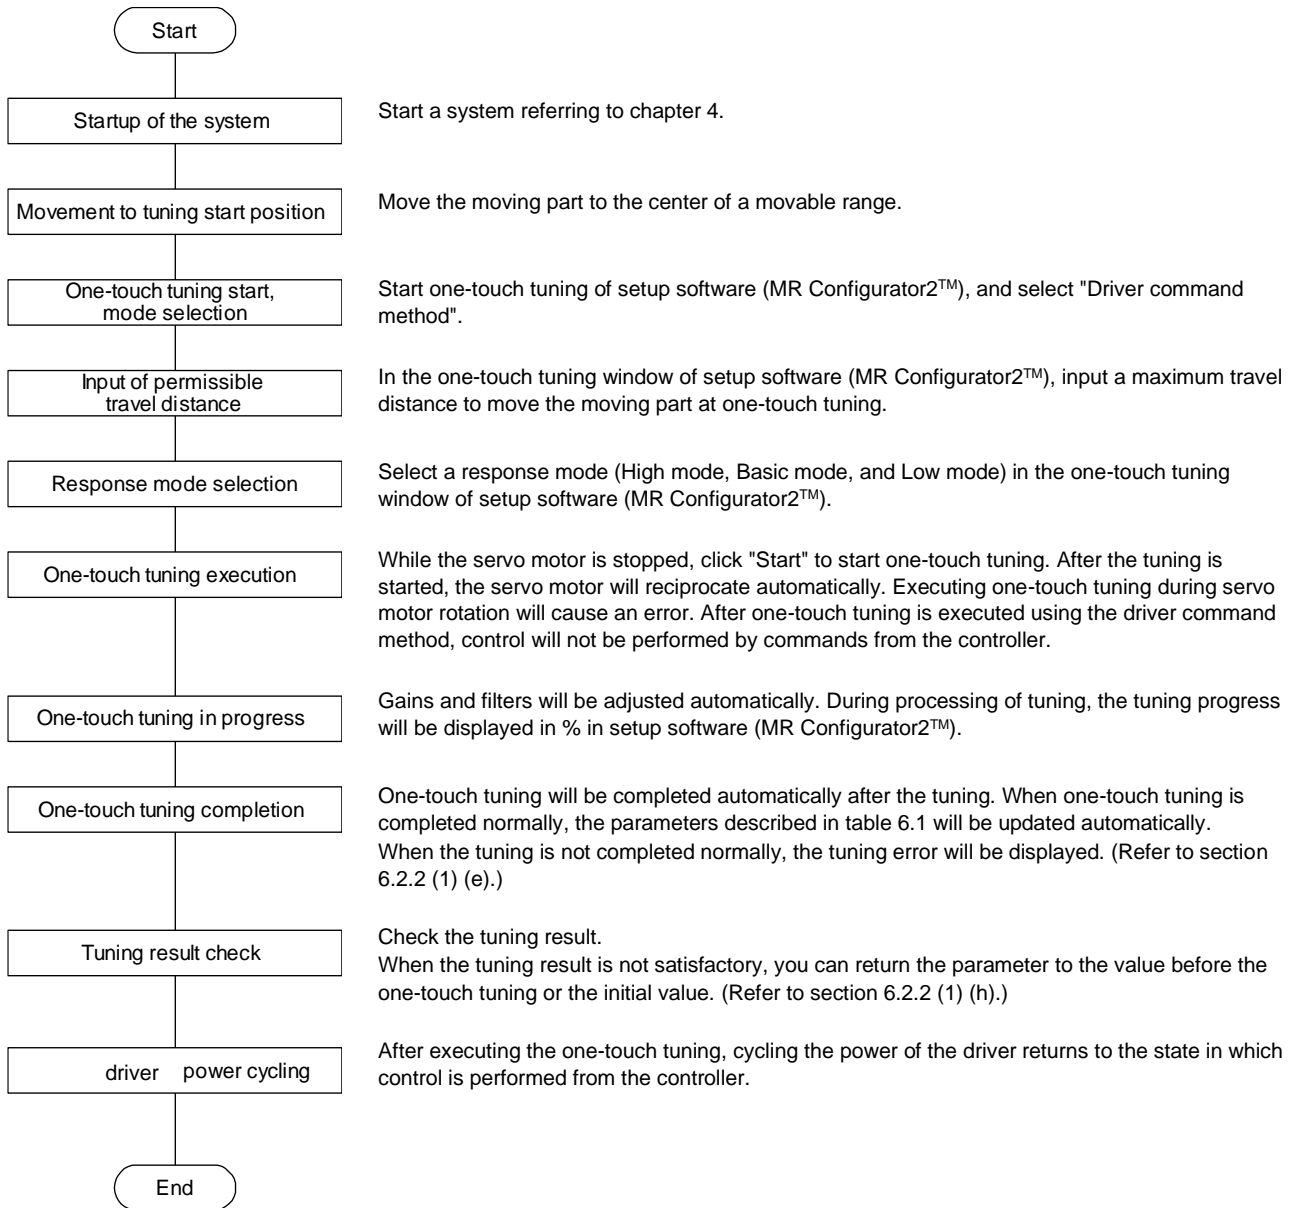 Start
Startup of the system
Start a system referring to chapter 4.
Movement to tuning start position
Move the moving part to the center of a movable range.
One-touch tuning start,
mode selection
Start one-touch tuning of setup software (MR Configurator2™), and select "Driver command
method".
Input of permissible
travel distance
In the one-touch tuning window of setup software (MR Configurator2™), input a maximum travel
distance to move the moving part at one-touch tuning.
Response mode selection
Select a response mode (High mode, Basic mode, and Low mode) in the one-touch tuning
window of setup software (MR Configurator2™).
One-touch tuning execution
While the servo motor is stopped, click "Start" to start one-touch tuning. After the tuning is
started, the servo motor will reciprocate automatically. Executing one-touch tuning during servo
motor rotation will cause an error. After one-touch tuning is executed using the driver command
method, control will not be performed by commands from the controller.
One-touch tuning in progress
Gains and filters will be adjusted automatically. During processing of tuning, the tuning progress
will be displayed in % in setup software (MR Configurator2™).
One-touch tuning completion
One-touch tuning will be completed automatically after the tuning. When one-touch tuning is
completed normally, the parameters described in table 6.1 will be updated automatically.
When the tuning is not completed normally, the tuning error will be displayed. (Refer to section
6.2.2 (1) (e).)
Tuning result check
Check the tuning result.
When the tuning result is not satisfactory, you can return the parameter to the value before the
one-touch tuning or the initial value. (Refer to section 6.2.2 (1) (h).)
driver power cycling
After executing the one-touch tuning, cycling the power of the driver returns to the state in which
control is performed from the controller.
End